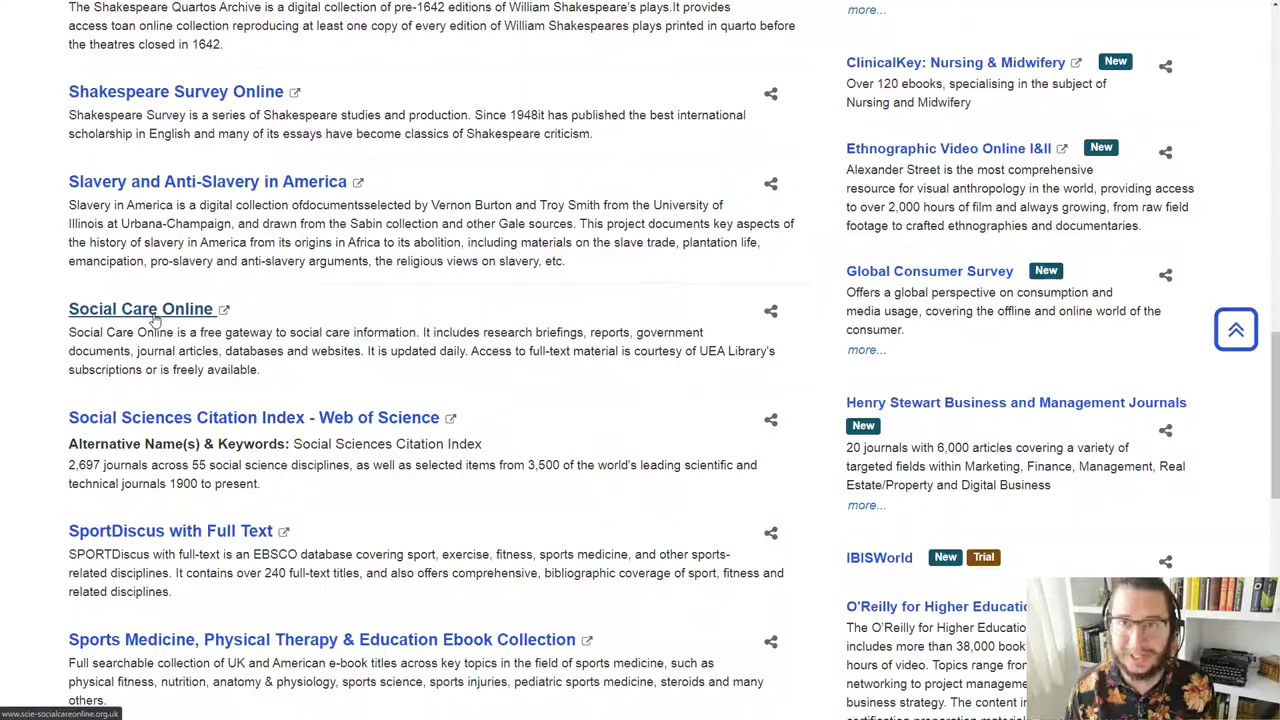 The Shakespeare Quartos Archive is a digital collection of pre-1642 editions of William Shakespeare's plays.It provides
access toan online collection reproducing at least one copy of every edition of William Shakespeares plays printed in quarto before
the theatres closed in 1642.
Shakespeare Survey Online
Shakespeare Survey is a series of Shakespeare studies and production. Since 1948it has published the best international
scholarship in English and many of its essays have become classics of Shakespeare criticism.
Slavery and Anti-Slavery in America
Slavery in America is a digital collection ofdocumentsselected by Vernon Burton and Troy Smith from the University of
Illinois at Urbana-Champaign, and drawn from the Sabin collection and other Gale sources. This project documents key aspects of
the history of slavery in America from its origins in Africa to its abolition, including materials on the slave trade, plantation life,
emancipation, pro-slavery and anti-slavery arguments, the religious views on slavery, etc.
Social Care Online
Social Care Online is a free gateway to social care information. It includes research briefings, reports, government
documents, journal articles, databases and websites. It is updated daily. Access to full-text material is courtesy of UEA Library's
subscriptions or is freely available.
Social Sciences Citation Index - Web of Science
Alternative Name(s) & Keywords: Social Sciences Citation Index
2,697 journals across 55 social science disciplines, as well as selected items from 3,500 of the world's leading scientific and
technical journals 1900 to present.
SportDiscus with Full Text
SPORTDiscus with full-text is an EBSCO database covering sport, exercise, fitness, sports medicine, and other sports-
related disciplines. It contains over 240 full-text titles, and also offers comprehensive, bibliographic coverage of sport, fitness and
related disciplines.
Sports Medicine, Physical Therapy & Education Ebook Collection
Full searchable collection of UK and American e-book titles across key topics in the field of sports medicine, such as
physical fitness, nutrition, anatomy & physiology, sports science, sports injuries, pediatric sports medicine, steroids and many
others.
www.scie-socialcareonline.org.uk
more...
ClinicalKey: Nursing & Midwifery New
Over 120 ebooks, specialising in the subject of
Nursing and Midwifery
Ethnographic Video Online I&II New
Alexander Street is the most comprehensive
resource for visual anthropology in the world, providing access
to over 2,000 hours of film and always growing, from raw field
footage to crafted ethnographies and documentaries.
Global Consumer Survey New
Offers a global perspective on consumption and
media usage, covering the offline and online world of the
consumer.
more...
Henry Stewart Business and Management Journals
New
20 journals with 6,000 articles covering a variety of
targeted fields within Marketing, Finance, Management, Real
Estate/Property and Digital Business
more...
IBISWorld New Trial
O'Reilly for Higher Educatio
The O'Reilly for Higher Educatio
includes more than 38,000 book
hours of video. Topics range from
networking to project manageme
business strategy. The content in